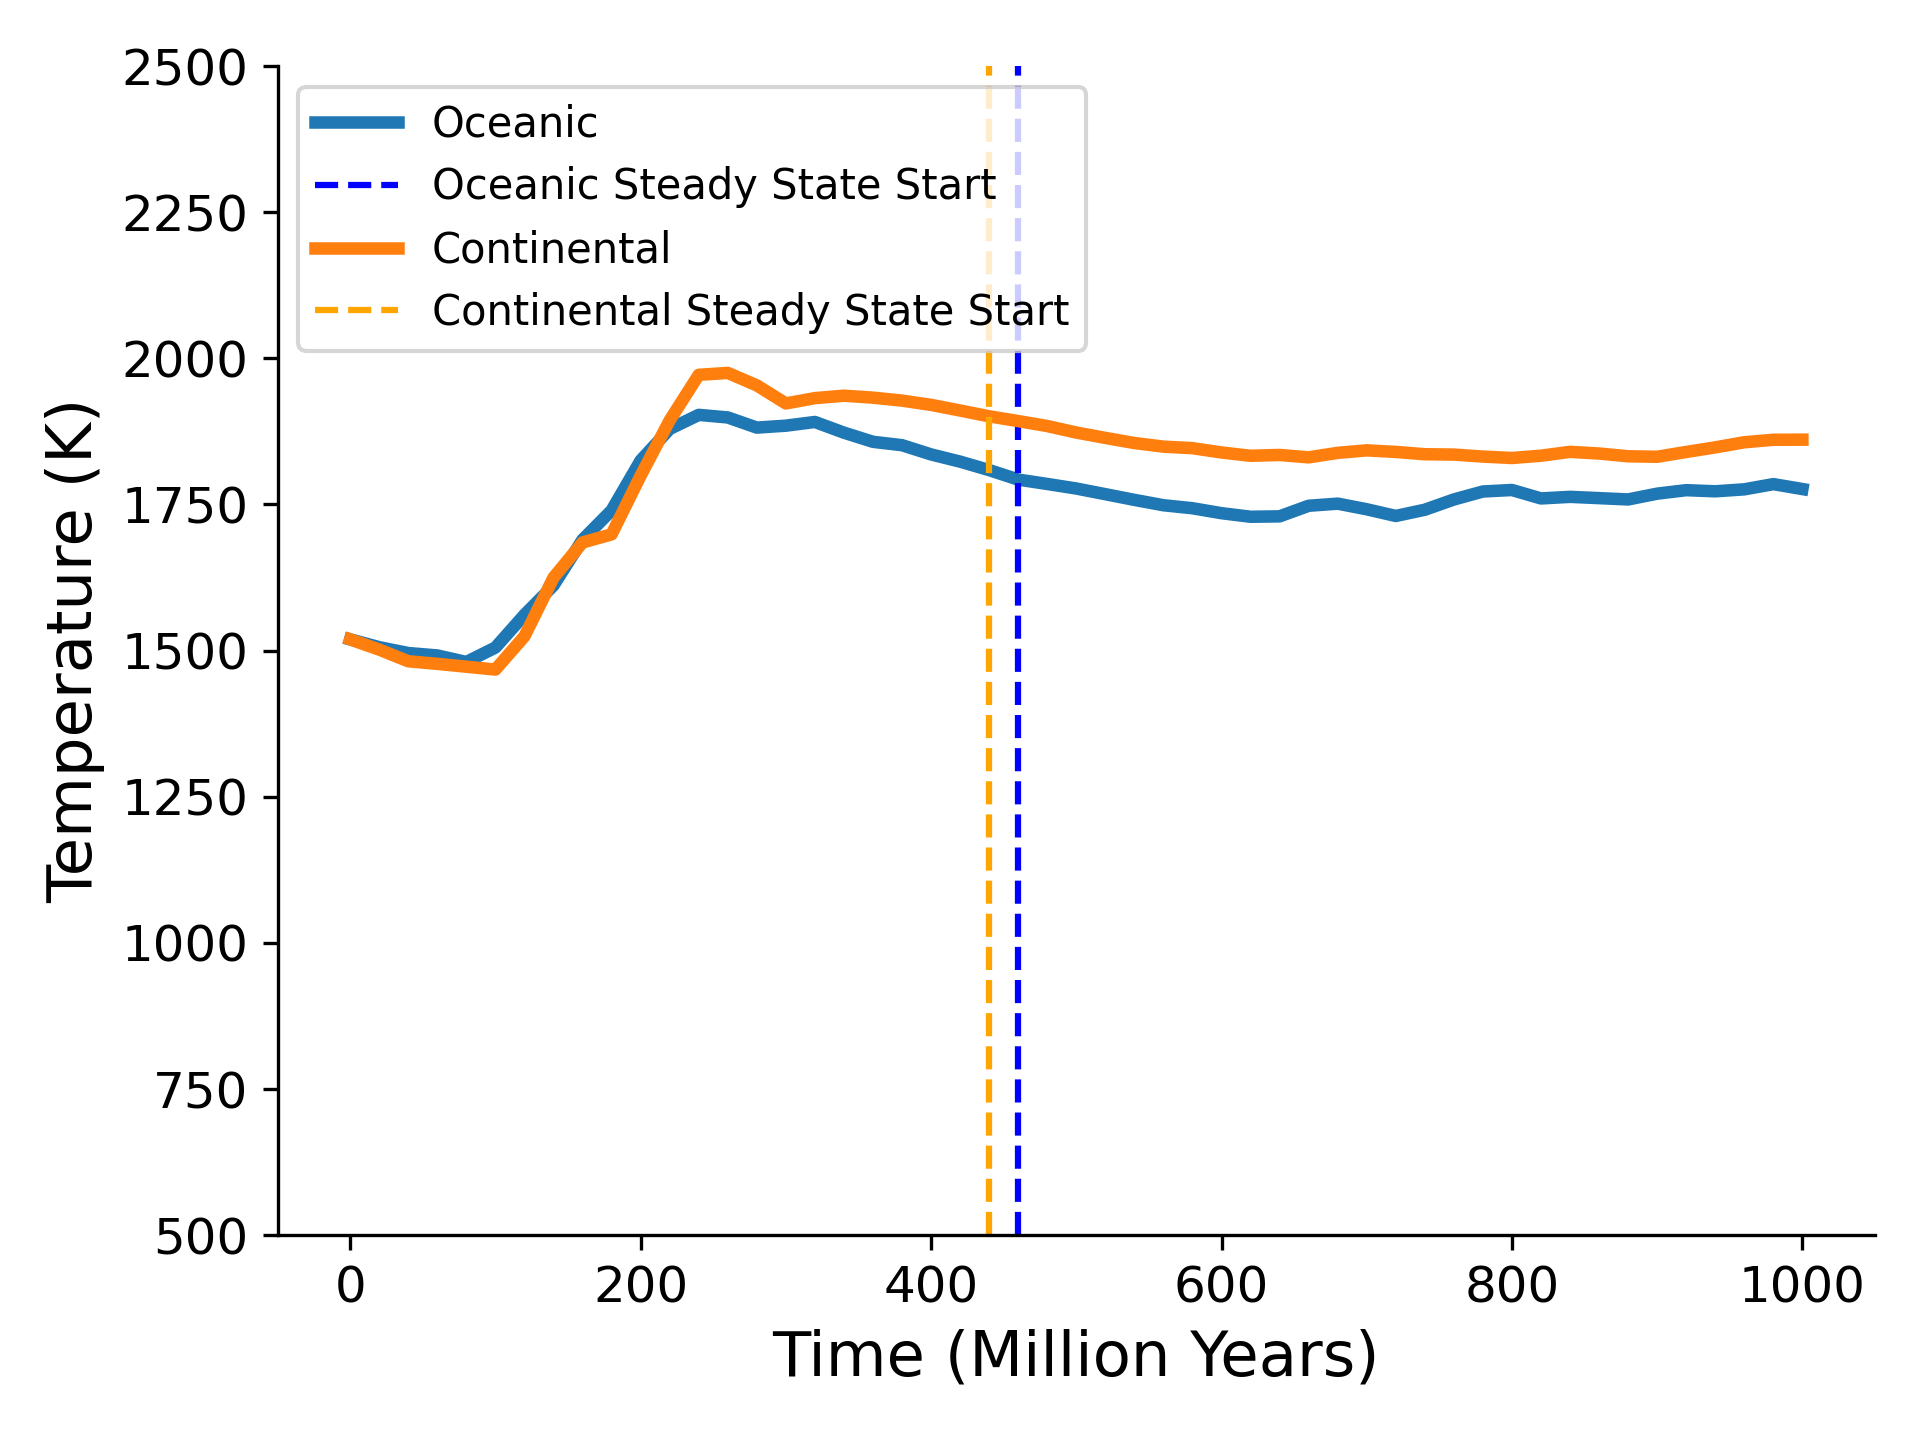 2500
2250
2000
1750
1500
1250
1000
750
500
Temperature (K)
Oceanic
Oceanic Steady State Start
Continental
Continental Steady State Start
0 200 400 600 800 1000
Time (Million Years)